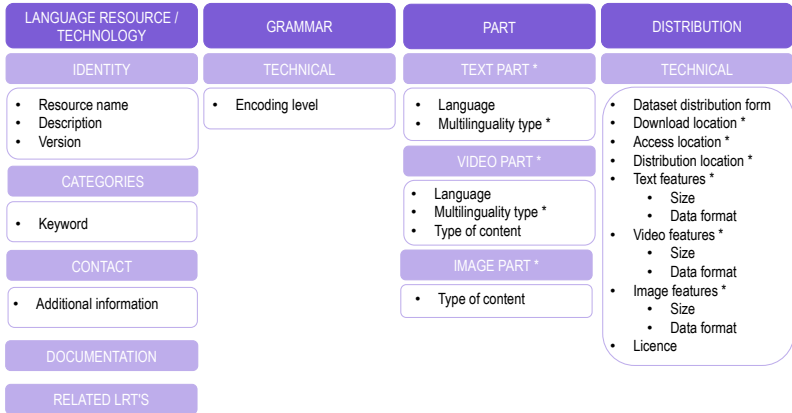 LANGUAGE RESOURCE /
TECHNOLOGY
IDENTITY
• Resource name
• Description
• Version
CATEGORIES
• Keyword
CONTACT
• Additional information
DOCUMENTATION
RELATED LRT'S
GRAMMAR
TECHNICAL
• Encoding level
PART
TEXT PART *
• Language
• Multilinguality type *
VIDEO PART *
• Language
• Multilinguality type *
• Type of content
IMAGE PART *
• Type of content
DISTRIBUTION
TECHNICAL
• Dataset distribution form
• Download location *
• Access location *
• Distribution location *
• Text features *
• Size
• Data format
• Video features *
• Size
• Data format
• Image features *
• Size
• Data format
• Licence